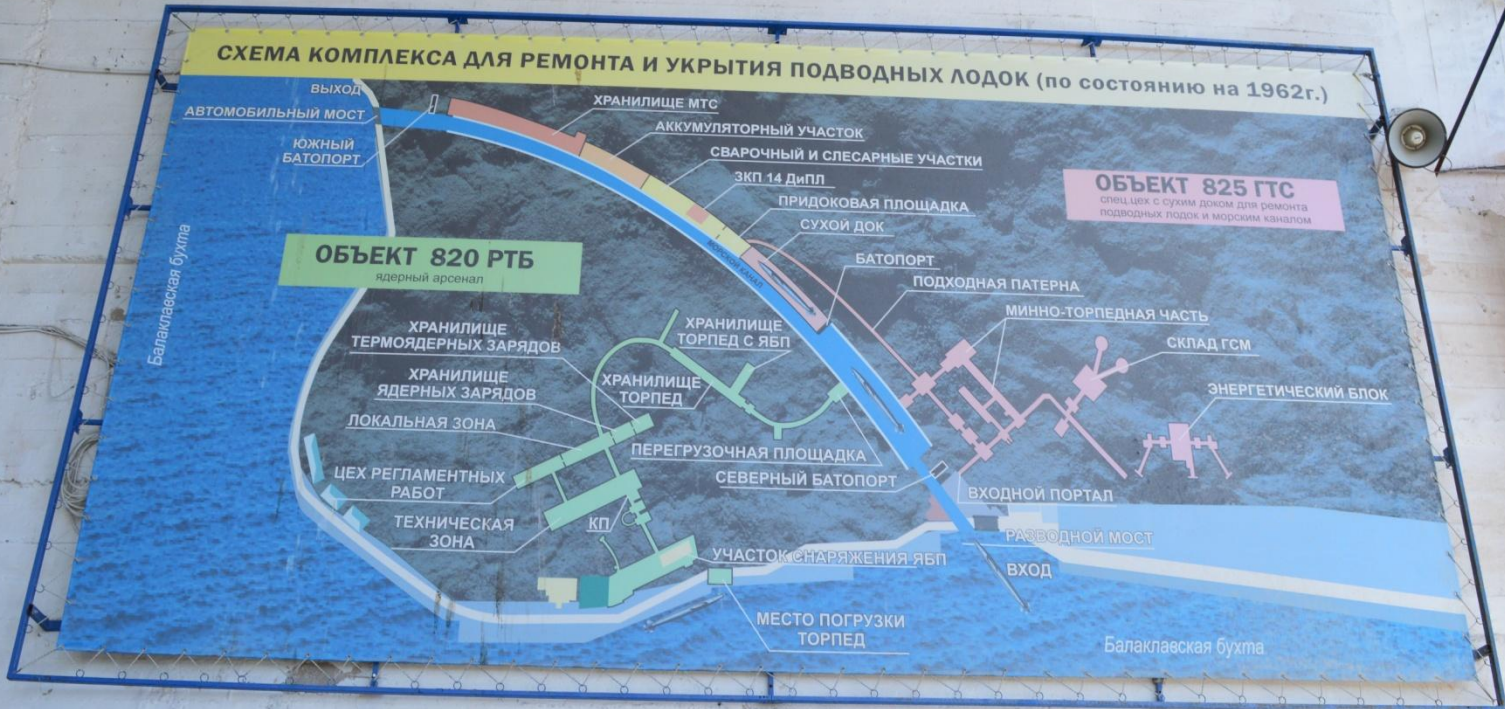 СХЕМА КОМПЛЕКСА ДЛЯ РЕМОНТА И УКРЫТИЯ ПОДВОДНЫХ ЛОДОК (по состоянию на 1962г.)
ВЫХОД
АВТОМОБИЛЬНЫЙ МОСТ
ЮЖНЫЙ
БАТОПОРТ
ХРАНИЛИЩЕ МТС
АККУМУЛЯТОРНЫЙ УЧАСТОК
СВАРОЧНЫЙ И СЛЕСАРНЫЕ УЧАСТКИ
ЗКП 14 ДиПЛ
ПРИДОКОВАЯ ПЛОЩАДКА
СУХОЙ ДОК
ОБЪЕКТ 825 ГТС
спец.цех с сухим доком для ремонта
подводных лодок и морским каналом
Балаклавская бухта
ОБЪЕКТ 820 РТБ
ядерный арсенал
МОРСКОЙ КАНАЛ
БАТОПОРТ
ПОДХОДНАЯ ПАТЕРНА
МИННО-ТОРПЕДНАЯ ЧАСТЬ
СКЛАД ГСМ
ЭНЕРГЕТИЧЕСКИЙ БЛОК
ХРАНИЛИЩЕ
ТЕРМОЯДЕРНЫХ ЗАРЯДОВ
ХРАНИЛИЩЕ
ТОРПЕД С ЯБП
ХРАНИЛИЩЕ
ЯДЕРНЫХ ЗАРЯДОВ
ХРАНИЛИЩЕ
ТОРПЕД
ЛОКАЛЬНАЯ ЗОНА
ПЕРЕГРУЗОЧНАЯ ПЛОЩАДКА
ЦЕХ РЕГЛАМЕНТНЫХ
РАБОТ
СЕВЕРНЫЙ БАТОПОРТ
ВХОДНОЙ ПОРТАЛ
ТЕХНИЧЕСКАЯ
ЗОНА
КП
РАЗВОДНОЙ МОСТ
УЧАСТОК СНАРЯЖЕНИЯ ЯБП
ВХОД
МЕСТО ПОГРУЗКИ
ТОРПЕД
Балаклавская бухта